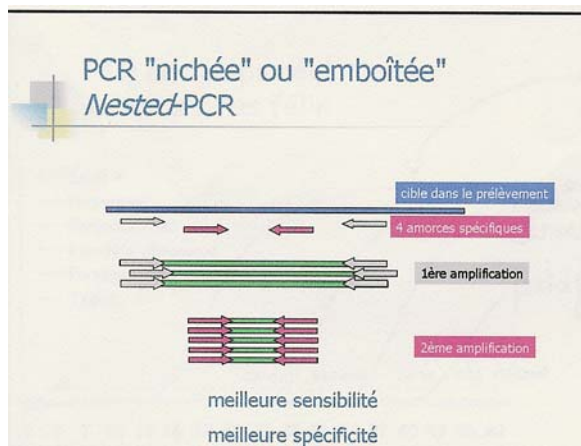 PCR "nichée" ou "emboîtée"
Nested-PCR
cible dans le prélèvement
4 amorces spécifiques
1ère amplification
2ème amplification
meilleure sensibilité
meilleure spécificité